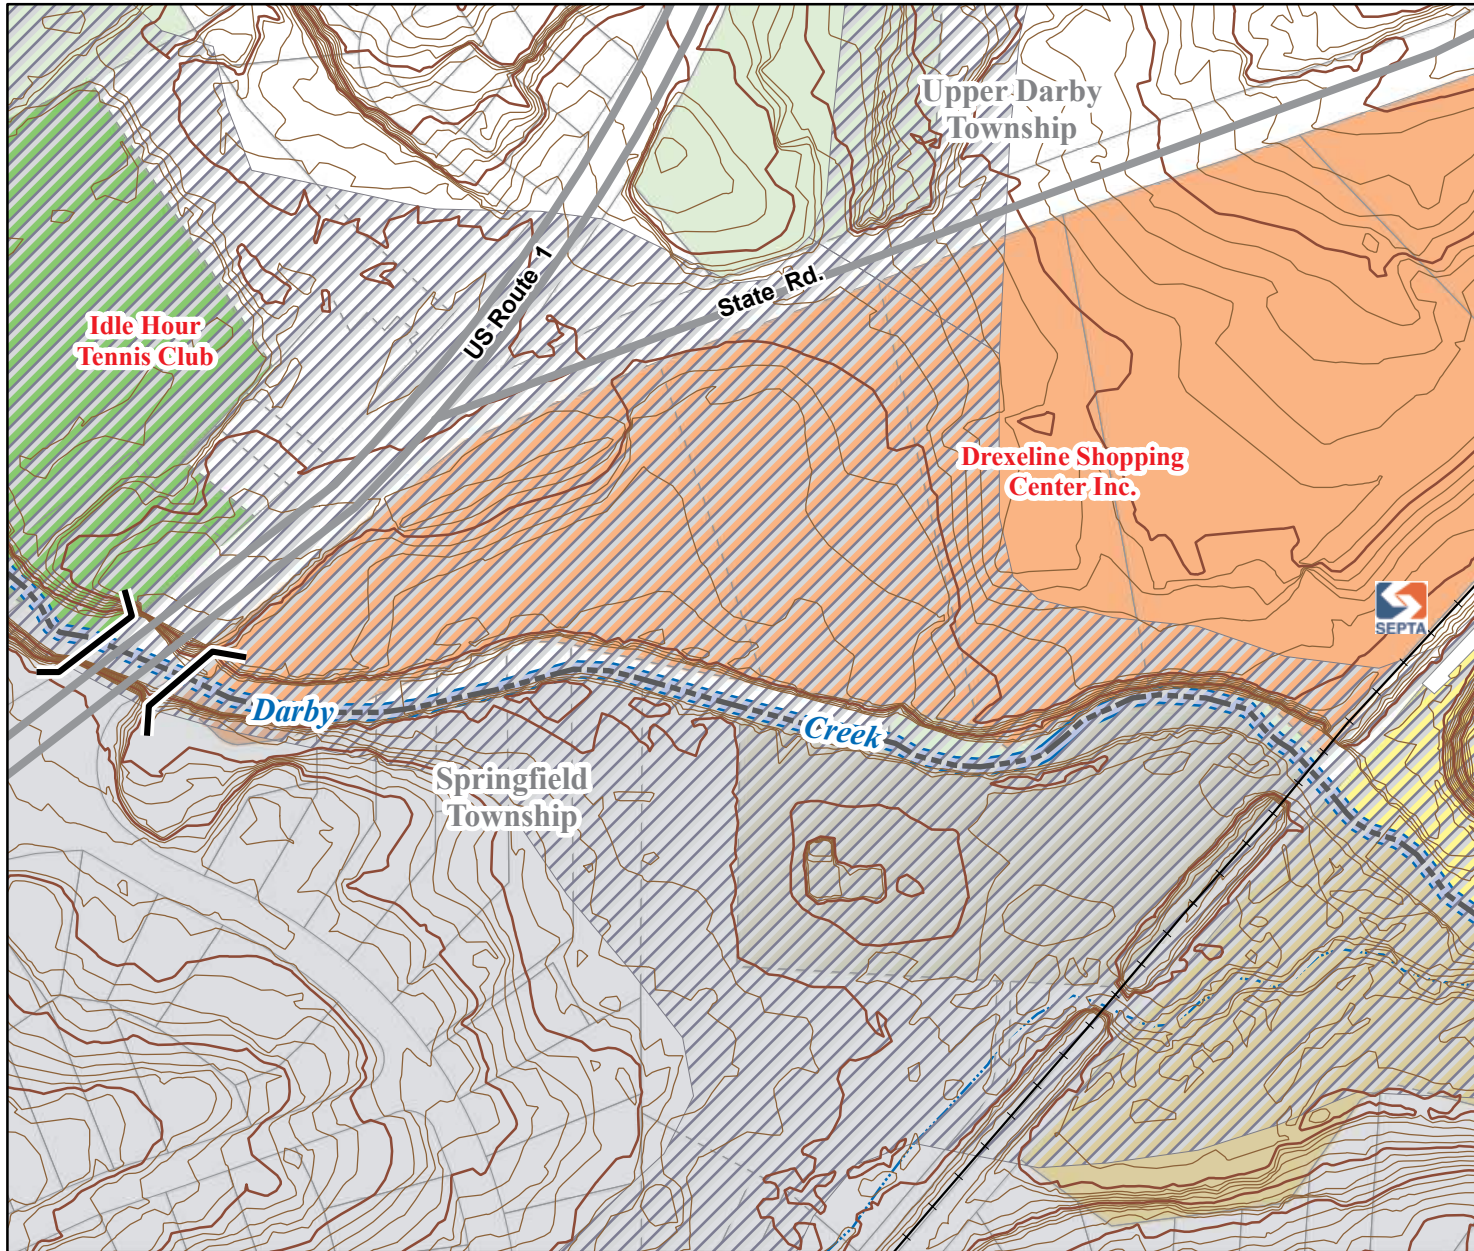 Upper Darby
Township
US Route 1
State Rd.
Idle Hour
Tennis Club
Drexeline Shopping
Center Inc.
SEPTA
Darby
Creek
Springfield
Township